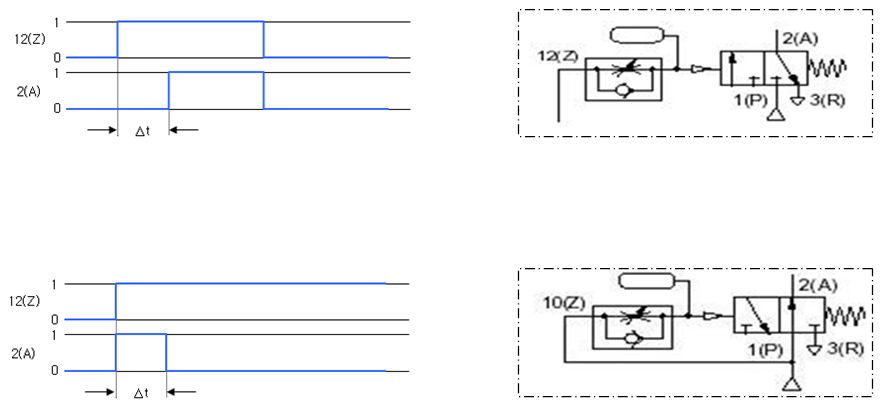 1
12(Z)
0
1
2(A)
0
Δt
2(A)
12(Z)
1(P)
3(R)
1
12(Z)
0
1
2(A)
0
Δt
2(A)
10(Z)
1(P)
3(R)